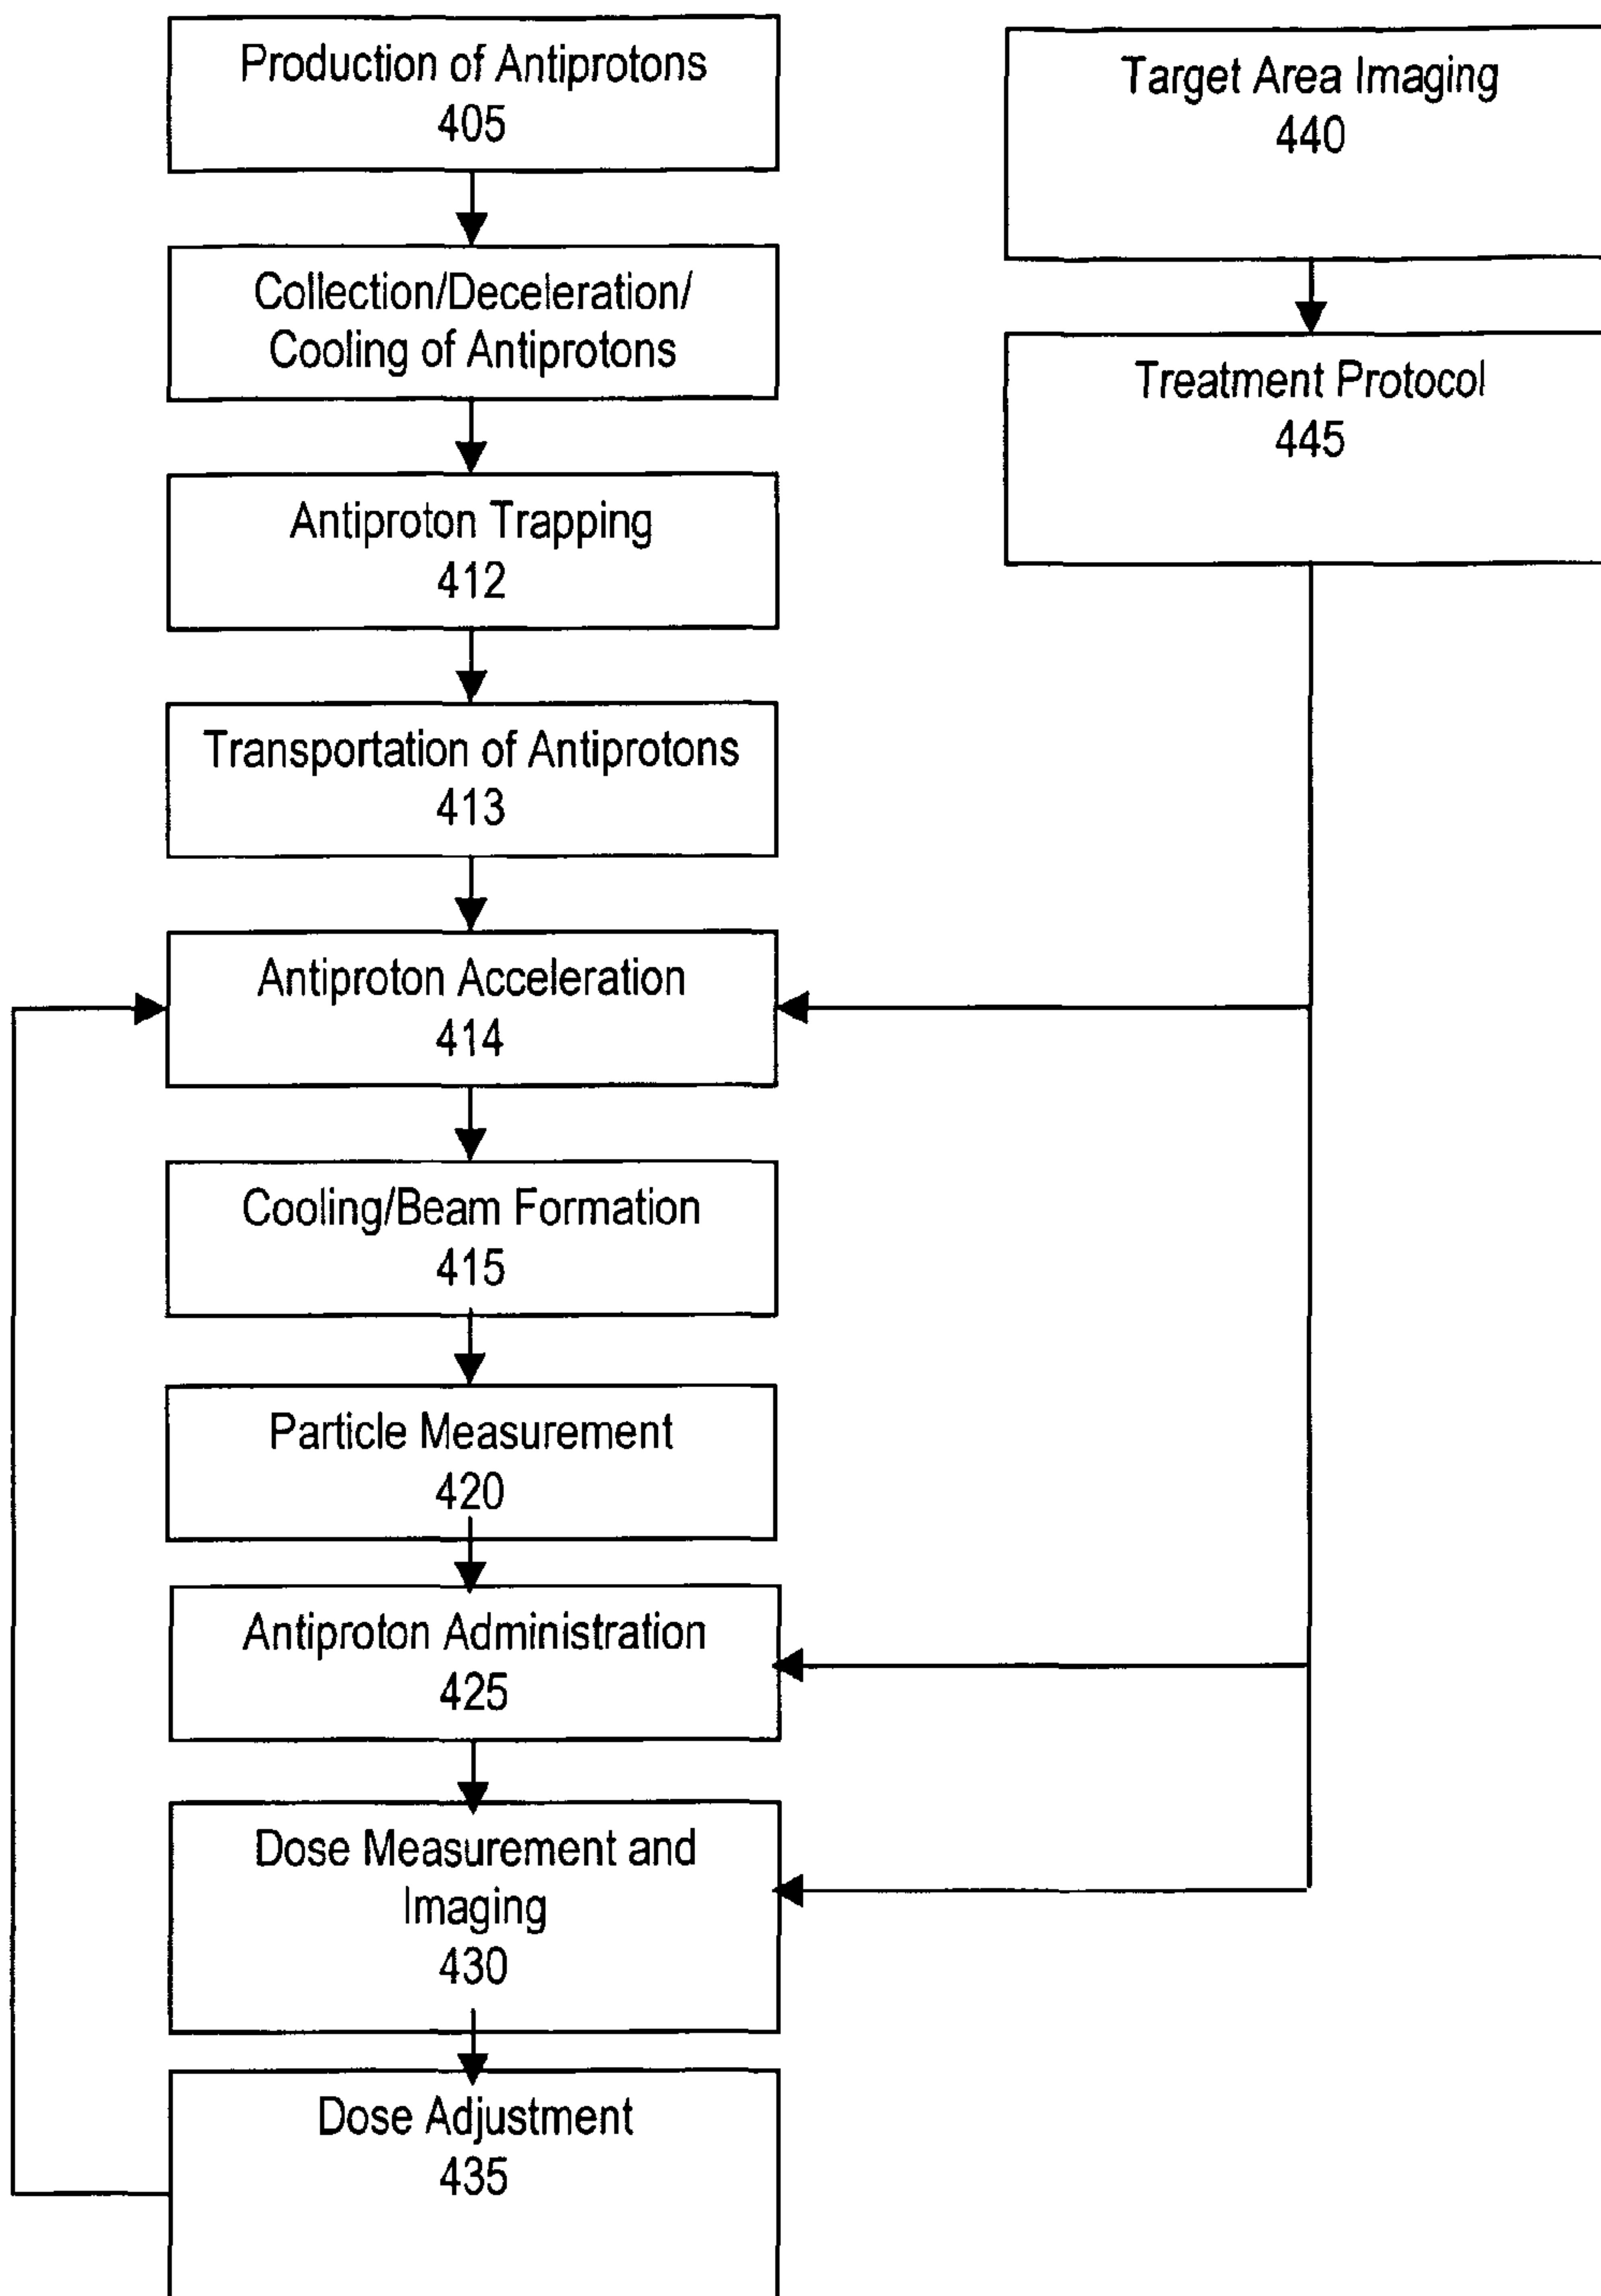 Production of Antiprotons
405
Collection/Deceleration/
Cooling of Antiprotons
Antiproton Trapping
412
Transportation of Antiprotons
413
Antiproton Acceleration
414
Cooling/Beam Formation
415
Particle Measurement
420
Antiproton Administration
425
Dose Measurement and
Imaging
430
Dose Adjustment
435
Target Area Imaging
440
Treatment Protocol
445